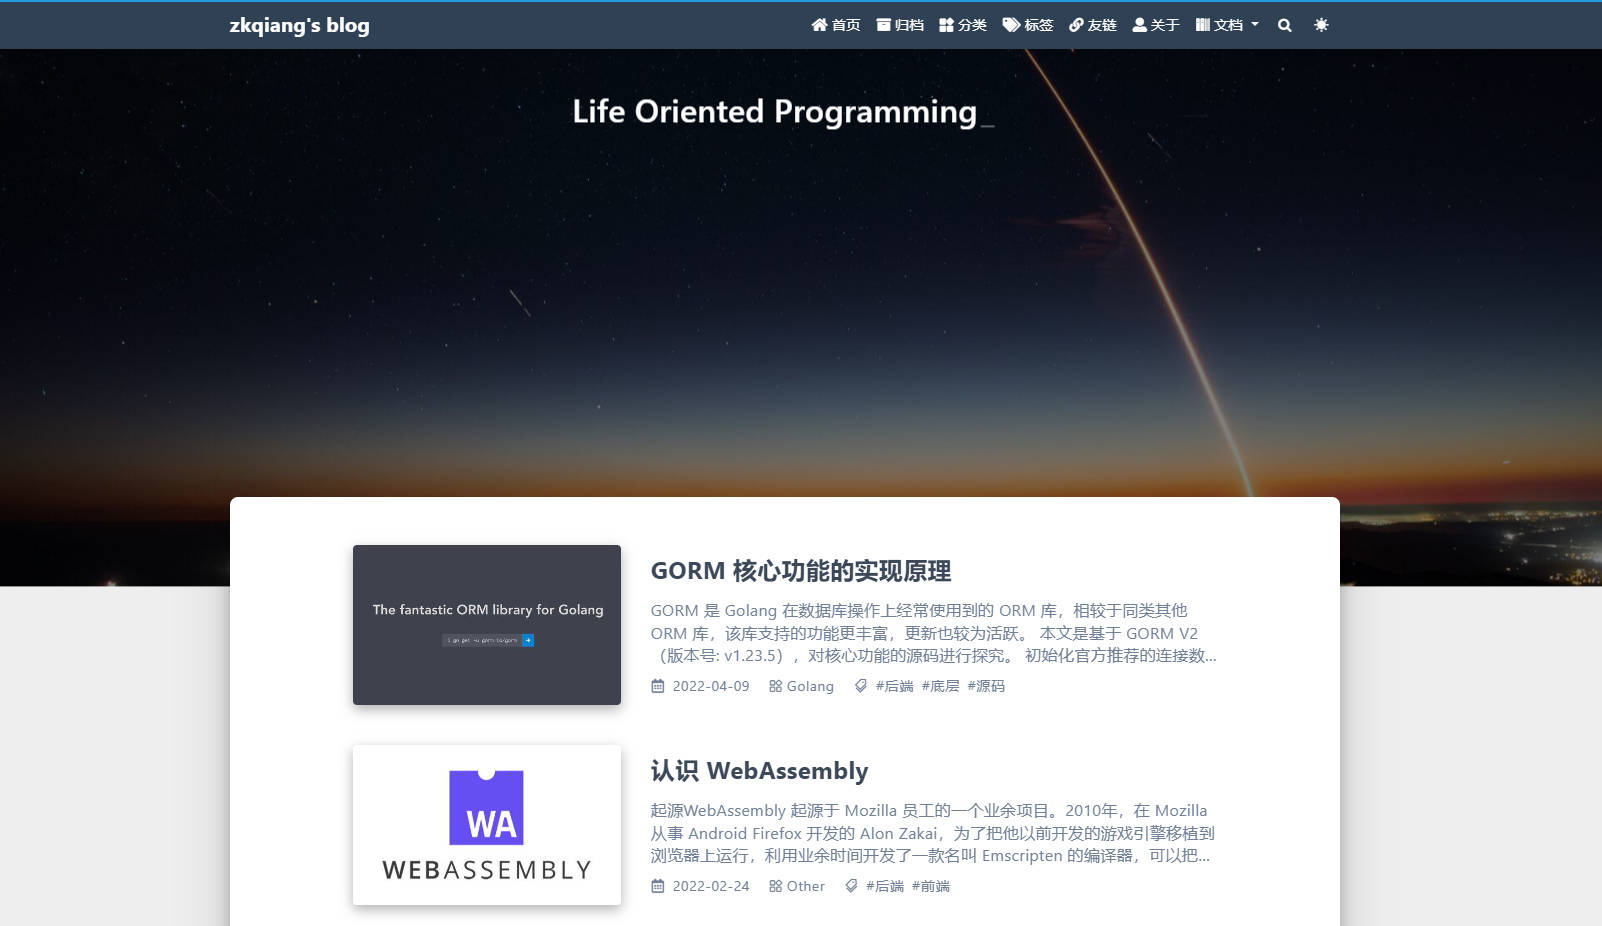 zkqiang's blog
首页 归档 分类 标签 友链 关于 文档
Life Oriented Programming_
The fantastic ORM library for Golang
GORM 核心功能的实现原理
GORM 是 Golang 在数据库操作上经常使用到的 ORM 库，相较于同类其他
ORM 库，该库支持的功能更丰富，更新也较为活跃。 本文是基于 GORM V2
（版本号: v1.23.5），对核心功能的源码进行探究。 初始化官方推荐的连接数...
2022-04-09 Golang #后端 #底层 #源码
WA
WEBASSEMBLY
认识 WebAssembly
起源WebAssembly 起源于 Mozilla 员工的一个业余项目。2010年，在 Mozilla
从事 Android Firefox 开发的 Alon Zakai，为了把他以前开发的游戏引擎移植到
浏览器上运行，利用业余时间开发了一款名叫 Emscripten 的编译器，可以把...
2022-02-24 Other #后端 #前端